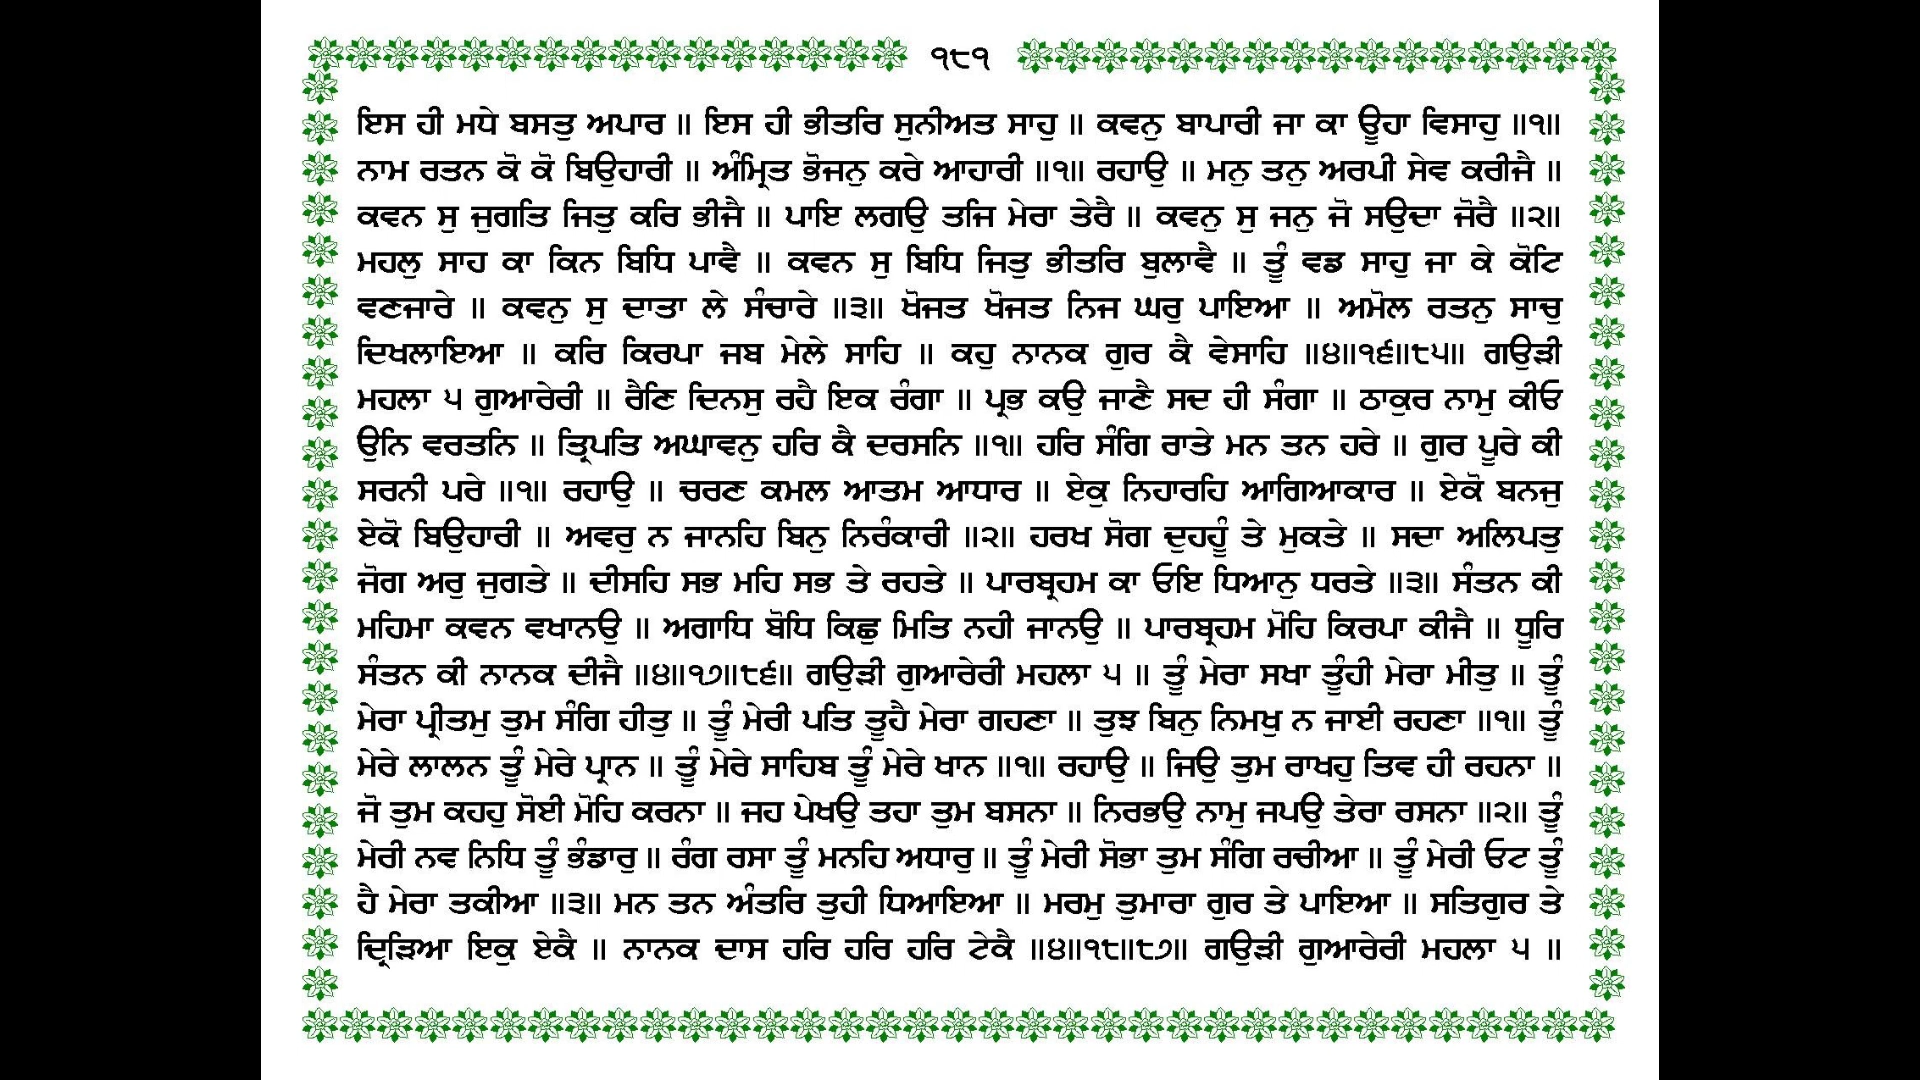 ੧੮੧
ਇਸ ਹੀ ਮਧੇ ਬਸਤੁ ਅਪਾਰ ॥ ਇਸ ਹੀ ਭੀਤਰਿ ਸੁਨੀਅਤ ਸਾਹੁ ॥ ਕਵਨੁ ਬਾਪਾਰੀ ਜਾ ਕਾ ਊਹਾ ਵਿਸਾਹੁ ॥੧॥
ਨਾਮ ਰਤਨ ਕੋ ਕੋ ਬਿਉਹਾਰੀ ॥ ਅੰਮ੍ਰਿਤ ਭੋਜਨੁ ਕਰੇ ਆਹਾਰੀ ॥੧॥ ਰਹਾਉ ॥ ਮਨੁ ਤਨੁ ਅਰਪੀ ਸੇਵ ਕਰੀਜੈ ॥
ਕਵਨ ਸੁ ਜੁਗਤਿ ਜਿਤੁ ਕਰਿ ਭੀਜੈ ॥ ਪਾਇ ਲਗਉ ਤਜਿ ਮੇਰਾ ਤੇਰੈ ॥ ਕਵਨੁ ਸੁ ਜਨੁ ਜੋ ਸਉਦਾ ਜੋਰੈ ॥੨॥
ਮਹਲੁ ਸਾਹ ਕਾ ਕਿਨ ਬਿਧਿ ਪਾਵੈ ॥ ਕਵਨ ਸੁ ਬਿਧਿ ਜਿਤੁ ਭੀਤਰਿ ਬੁਲਾਵੈ ॥ ਤੂੰ ਵਡ ਸਾਹੁ ਜਾ ਕੇ ਕੋਟਿ
ਵਣਜਾਰੇ ॥ ਕਵਨੁ ਸੁ ਦਾਤਾ ਲੇ ਸੰਚਾਰੇ ॥੩॥ ਖੋਜਤ ਖੋਜਤ ਨਿਜ ਘਰੁ ਪਾਇਆ ॥ ਅਮੋਲ ਰਤਨੁ ਸਾਚੁ
ਦਿਖਲਾਇਆ ॥ ਕਰਿ ਕਿਰਪਾ ਜਬ ਮੇਲੇ ਸਾਹਿ ॥ ਕਹੁ ਨਾਨਕ ਗੁਰ ਕੈ ਵੇਸਾਹਿ ॥੪॥੧੬॥੮੫॥ ਗਉੜੀ
ਮਹਲਾ ੫ ਗੁਆਰੇਰੀ ॥ ਰੈਣਿ ਦਿਨਸੁ ਰਹੈ ਇਕ ਰੰਗਾ ॥ ਪ੍ਰਭ ਕਉ ਜਾਣੈ ਸਦ ਹੀ ਸੰਗਾ ॥ ਠਾਕੁਰ ਨਾਮੁ ਕੀਓ
ਉਨਿ ਵਰਤਨਿ ॥ ਤ੍ਰਿਪਤਿ ਅਘਾਵਨੁ ਹਰਿ ਕੈ ਦਰਸਨਿ ॥੧॥ ਹਰਿ ਸੰਗਿ ਰਾਤੇ ਮਨ ਤਨ ਹਰੇ ॥ ਗੁਰ ਪੂਰੇ ਕੀ
ਸਰਨੀ ਪਰੇ ॥੧॥ ਰਹਾਉ ॥ ਚਰਣ ਕਮਲ ਆਤਮ ਆਧਾਰ ॥ ਏਕੁ ਨਿਹਾਰਹਿ ਆਗਿਆਕਾਰ ॥ ਏਕੋ ਬਨਜੁ
ਏਕੋ ਬਿਉਹਾਰੀ ॥ ਅਵਰੁ ਨ ਜਾਨਹਿ ਬਿਨੁ ਨਿਰੰਕਾਰੀ ॥੨॥ ਹਰਖ ਸੋਗ ਦੁਹਹੂੰ ਤੇ ਮੁਕਤੇ ॥ ਸਦਾ ਅਲਿਪਤੁ
ਜੋਗ ਅਰੁ ਜੁਗਤੇ ॥ ਦੀਸਹਿ ਸਭ ਮਹਿ ਸਭ ਤੇ ਰਹਤੇ ॥ ਪਾਰਬ੍ਰਹਮ ਕਾ ਓਇ ਧਿਆਨੁ ਧਰਤੇ ॥੩॥ ਸੰਤਨ ਕੀ
ਮਹਿਮਾ ਕਵਨ ਵਖਾਨਉ ॥ ਅਗਾਧਿ ਬੋਧਿ ਕਿਛੁ ਮਿਤਿ ਨਹੀ ਜਾਨਉ ॥ ਪਾਰਬ੍ਰਹਮ ਮੋਹਿ ਕਿਰਪਾ ਕੀਜੈ ॥ ਧੂਰਿ
ਸੰਤਨ ਕੀ ਨਾਨਕ ਦੀਜੈ ॥੪॥੧੭॥੮੬॥ ਗਉੜੀ ਗੁਆਰੇਰੀ ਮਹਲਾ ੫ ॥ ਤੂੰ ਮੇਰਾ ਸਖਾ ਤੂੰਹੀ ਮੇਰਾ ਮੀਤੁ ॥ ਤੂੰ
ਮੇਰਾ ਪ੍ਰੀਤਮੁ ਤੁਮ ਸੰਗਿ ਹੀਤੁ ॥ ਤੂੰ ਮੇਰੀ ਪਤਿ ਤੂਹੈ ਮੇਰਾ ਗਹਣਾ ॥ ਤੁਝ ਬਿਨੁ ਨਿਮਖੁ ਨ ਜਾਈ ਰਹਣਾ ॥੧॥ ਤੂੰ
ਮੇਰੇ ਲਾਲਨ ਤੂੰ ਮੇਰੇ ਪ੍ਰਾਨ ॥ ਤੂੰ ਮੇਰੇ ਸਾਹਿਬ ਤੂੰ ਮੇਰੇ ਖਾਨ ॥੧॥ ਰਹਾਉ ॥ ਜਿਉ ਤੁਮ ਰਾਖਹੁ ਤਿਵ ਹੀ ਰਹਨਾ ॥
ਜੋ ਤੁਮ ਕਹਹੁ ਸੋਈ ਮੋਹਿ ਕਰਨਾ ॥ ਜਹ ਪੇਖਉ ਤਹਾ ਤੁਮ ਬਸਨਾ ॥ ਨਿਰਭਉ ਨਾਮੁ ਜਪਉ ਤੇਰਾ ਰਸਨਾ ॥੨॥ ਤੂੰ
ਮੇਰੀ ਨਵ ਨਿਧਿ ਤੂੰ ਭੰਡਾਰੁ ॥ ਰੰਗ ਰਸਾ ਤੂੰ ਮਨਹਿ ਅਧਾਰੁ ॥ ਤੂੰ ਮੇਰੀ ਸੋਭਾ ਤੁਮ ਸੰਗਿ ਰਚੀਆ ॥ ਤੂੰ ਮੇਰੀ ਓਟ ਤੂੰ
ਹੈ ਮੇਰਾ ਤਕੀਆ ॥੩॥ ਮਨ ਤਨ ਅੰਤਰਿ ਤੁਹੀ ਧਿਆਇਆ ॥ ਮਰਮੁ ਤੁਮਾਰਾ ਗੁਰ ਤੇ ਪਾਇਆ ॥ ਸਤਿਗੁਰ ਤੇ
ਦ੍ਰਿੜਿਆ ਇਕੁ ਏਕੈ ॥ ਨਾਨਕ ਦਾਸ ਹਰਿ ਹਰਿ ਹਰਿ ਟੇਕੈ ॥੪॥੧੮॥੮੭॥ ਗਉੜੀ ਗੁਆਰੇਰੀ ਮਹਲਾ ੫ ॥